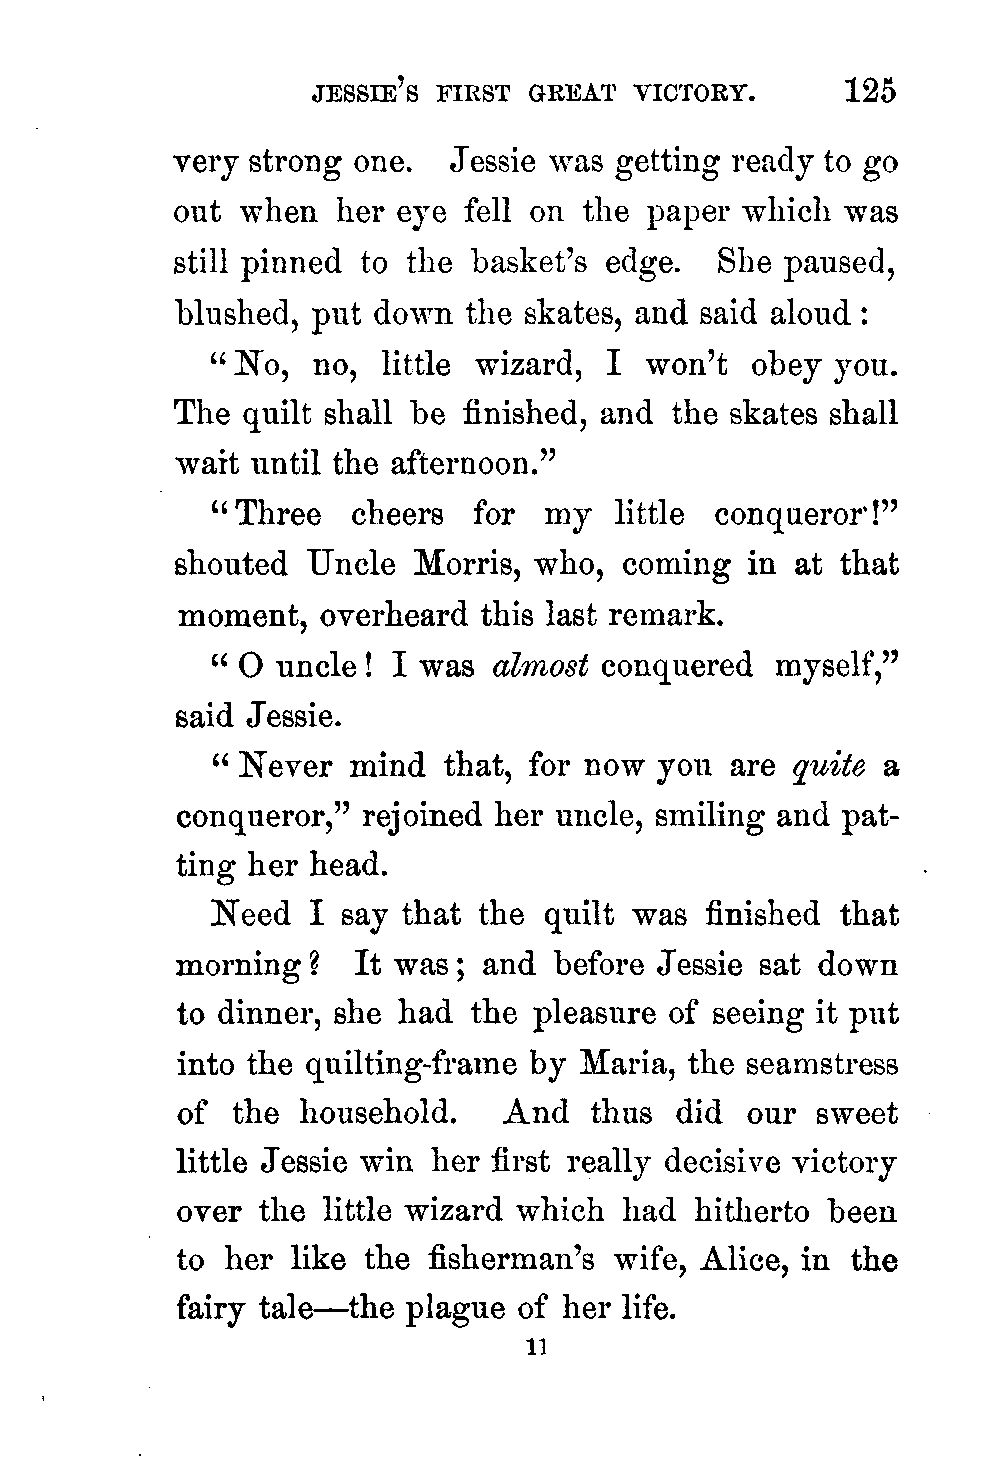 JESSIE'S FIRST GREAT VICTORY. 125
very strong one. Jessie was getting ready to go
out when her eye fell on the paper which was
still pinned to the basket's edge. She paused,
blushed, put down the skates, and said aloud :
“ No, no, little wizard, I won't obey you.
The quilt shall be finished, and the skates shall
wait until the afternoon.”
“ Three cheers for my little conqueror !”
shouted Uncle Morris, who, coming in at that
moment, overheard this last remark.
“ O uncle ! I was almost conquered myself,”
said Jessie.
“ Never mind that, for now you are quite a
conqueror,” rejoined her uncle, smiling and pat-
ting her head.
Need I say that the quilt was finished that
morning ? It was ; and before Jessie sat down
to dinner, she had the pleasure of seeing it put
into the quilting-frame by Maria, the seamstress
of the household. And thus did our sweet
little Jessie win her first really decisive victory
over the little wizard which had hitherto been
to her like the fisherman's wife, Alice, in the
fairy tale—the plague of her life.
11